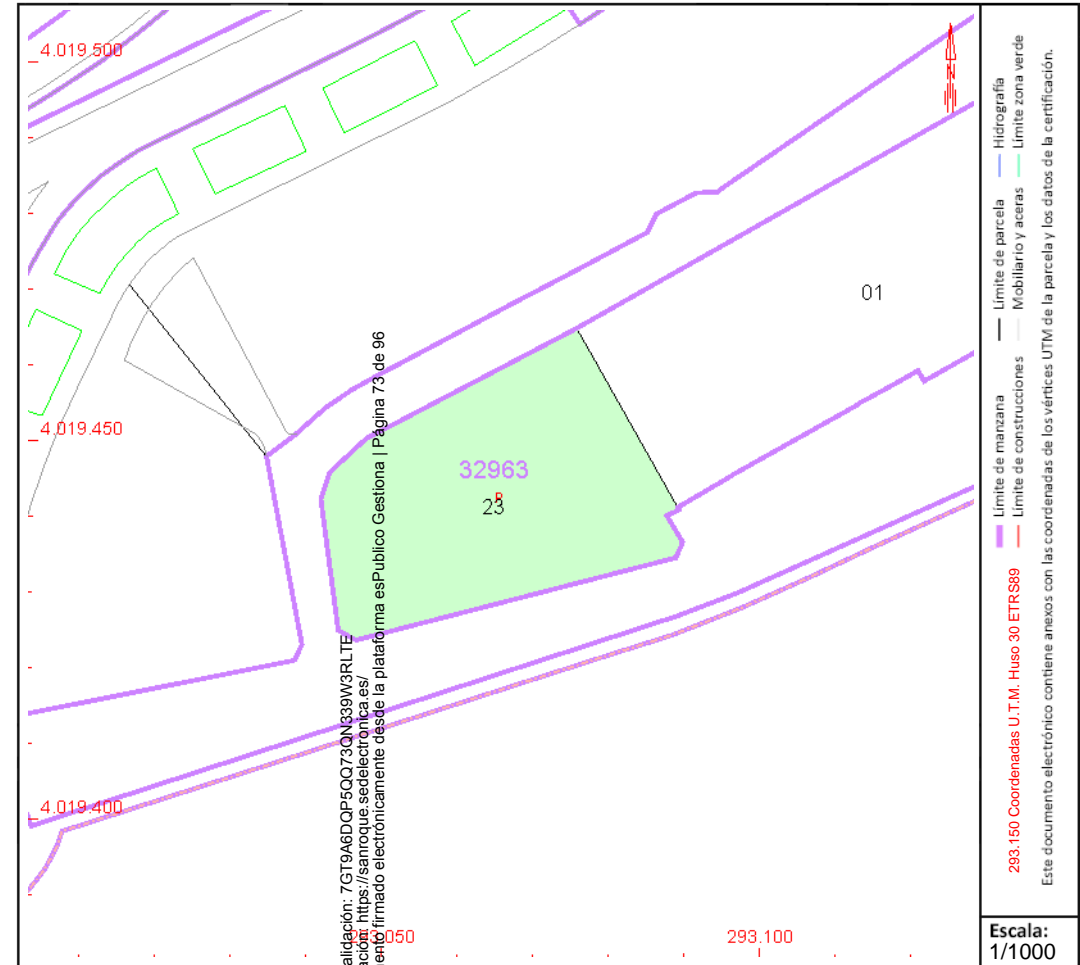 4.019.500
01
4.019.450
32963
R
23
4.019.400
293.100
N
alidación: 7GT9A6DQP5QQ73QN339W3RLTE
ación: https://sanroque.sedelectronica.es/
ento firmado electrónicamente desde la plataforma esPublico Gestiona | Página 73 de 96
Límite de manzana
Límite de parcela
Hidrografía
Límite de construcciones
Mobiliario y aceras
Límite zona verde
293.150 Coordenadas U.T.M. Huso 30 ETRS89
Este documento electrónico contiene anexos con las coordenadas de los vértices UTM de la parcela y los datos de la certificación.
Escala:
1/1000